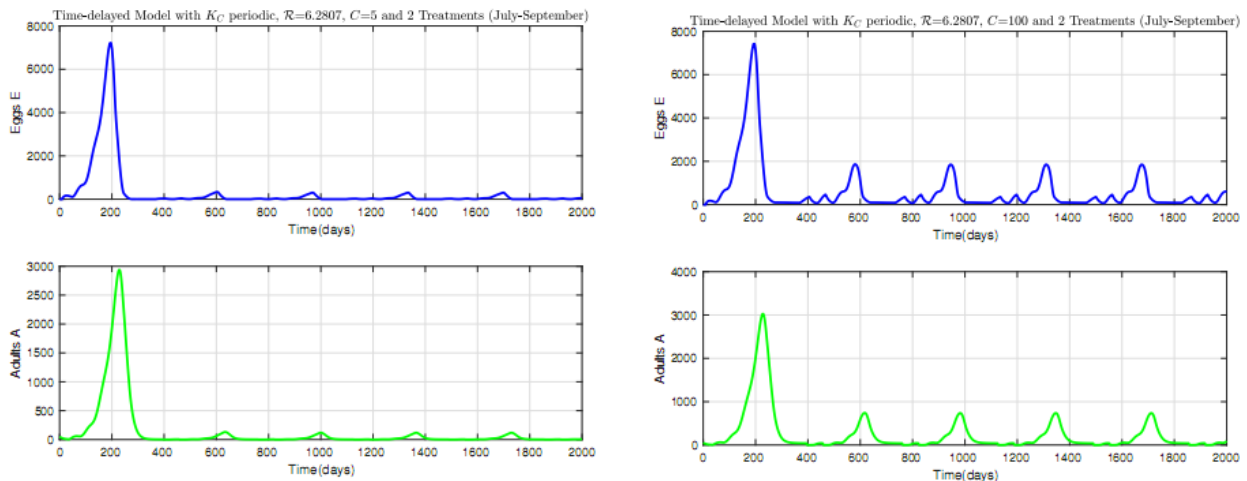 Time-delayed Model with K_C periodic, R=6.2807, C=5 and 2 Treatments (July-September)
8000
6000
4000
2000
0
Eggs E
0 200 400 600 800 1000 1200 1400 1600 1800 2000
Time(days)
3000
2500
2000
1500
1000
500
0
Adults A
0 200 400 600 800 1000 1200 1400 1600 1800 2000
Time(days)
Time-delayed Model with K_C periodic, R=6.2807, C=100 and 2 Treatments (July-September)
8000
6000
4000
2000
0
Eggs E
0 200 400 600 800 1000 1200 1400 1600 1800 2000
Time(days)
4000
3000
2000
1000
0
Adults A
0 200 400 600 800 1000 1200 1400 1600 1800 2000
Time(days)